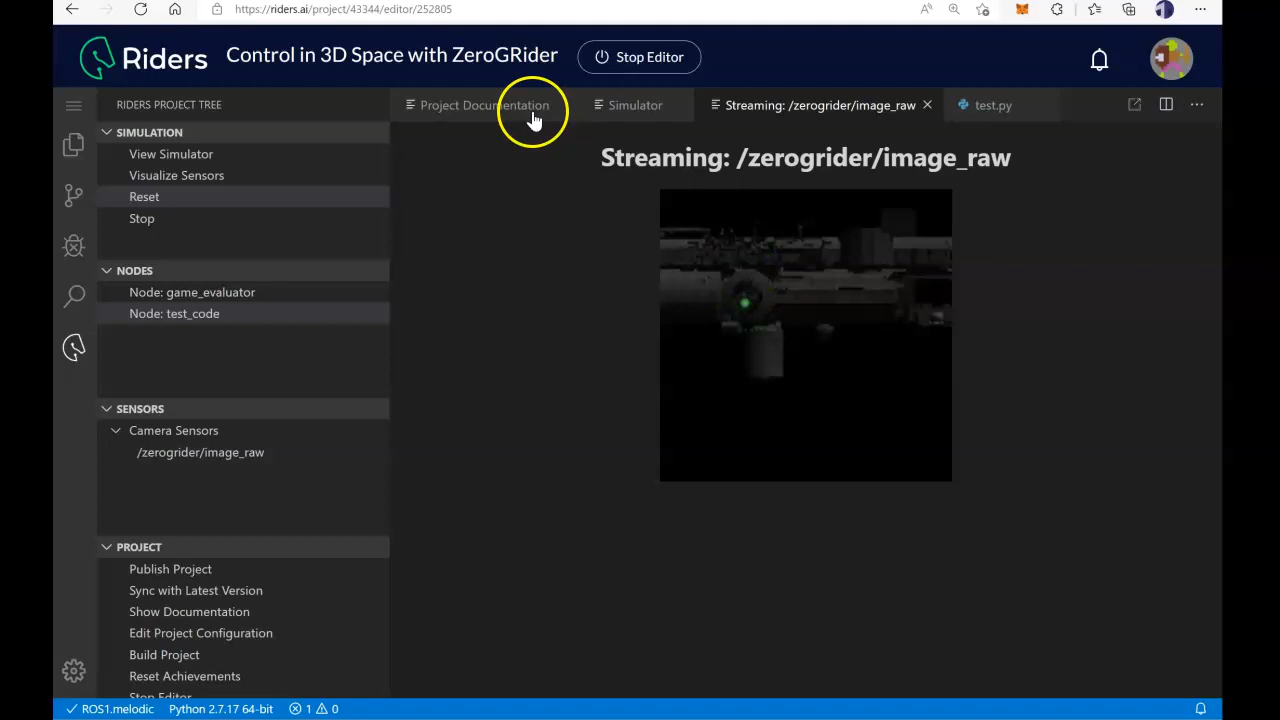 https://riders.ai/project/43344/editor/252805
Riders
Control in 3D Space with ZeroGRider
Stop Editor
RIDERS PROJECT TREE
Project Documentation
Simulator
Streaming: /zerogrider/image_raw
test.py
SIMULATION
View Simulator
Visualize Sensors
Reset
Stop
NODES
Node: game_evaluator
Node: test_code
SENSORS
Camera Sensors
/zerogrider/image_raw
PROJECT
Publish Project
Sync with Latest Version
Show Documentation
Edit Project Configuration
Build Project
Reset Achievements
Stop Editor
Streaming: /zerogrider/image_raw
ROS1.melodic
Python 2.7.17 64-bit
1
0